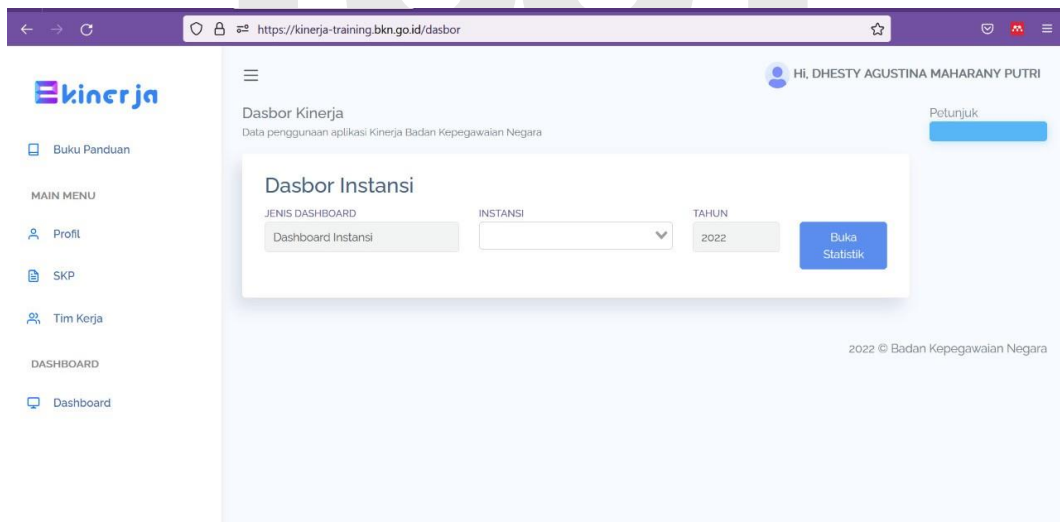 https://kinerja-training.bkn.go.id/dasbor
Ekinerja
Hi, DHESTY AGUSTINA MAHARANY PUTRI
Dasbor Kinerja
Data penggunaan aplikasi Kinerja Badan Kepegawaian Negara
Petunjuk
Buku Panduan
MAIN MENU
Profil
SKP
Tim Kerja
DASHBOARD
Dashboard
Dasbor Instansi
JENIS DASHBOARD
Dashboard Instansi
INSTANSI
TAHUN
2022
Buka
Statistik
2022 © Badan Kepegawaian Negara